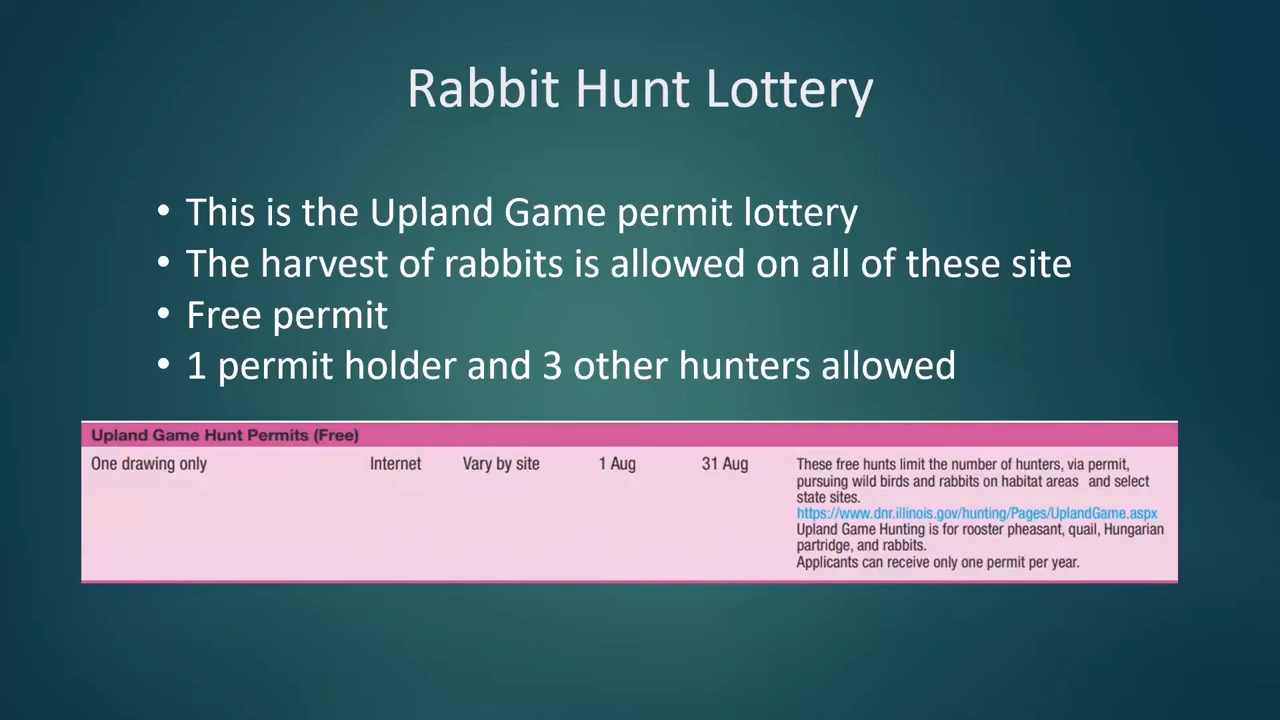 Rabbit Hunt Lottery
• This is the Upland Game permit lottery
• The harvest of rabbits is allowed on all of these site
• Free permit
• 1 permit holder and 3 other hunters allowed
Upland Game Hunt Permits (Free)
One drawing only Internet Vary by site 1 Aug 31 Aug These free hunts limit the number of hunters, via permit,
pursuing wild birds and rabbits on habitat areas and select
state sites.
https://www.dnr.illinois.gov/hunting/Pages/UplandGame.aspx
Upland Game Hunting is for rooster pheasant, quail, Hungarian
partridge, and rabbits.
Applicants can receive only one permit per year.